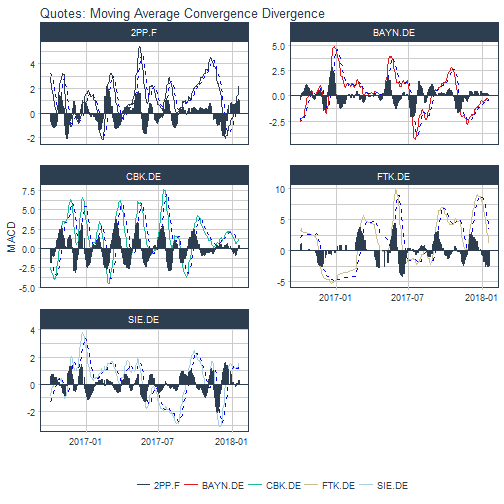 Quotes: Moving Average Convergence Divergence
2PP.F
BAYN.DE
4
2
0
-2
5.0
2.5
0.0
-2.5
CBK.DE
FTK.DE
MACD
7.5
5.0
2.5
0.0
-2.5
-5.0
10
5
0
-5
2017-01
2017-07
2018-01
SIE.DE
4
2
0
-2
2017-01
2017-07
2018-01
2PP.F
BAYN.DE
CBK.DE
FTK.DE
SIE.DE